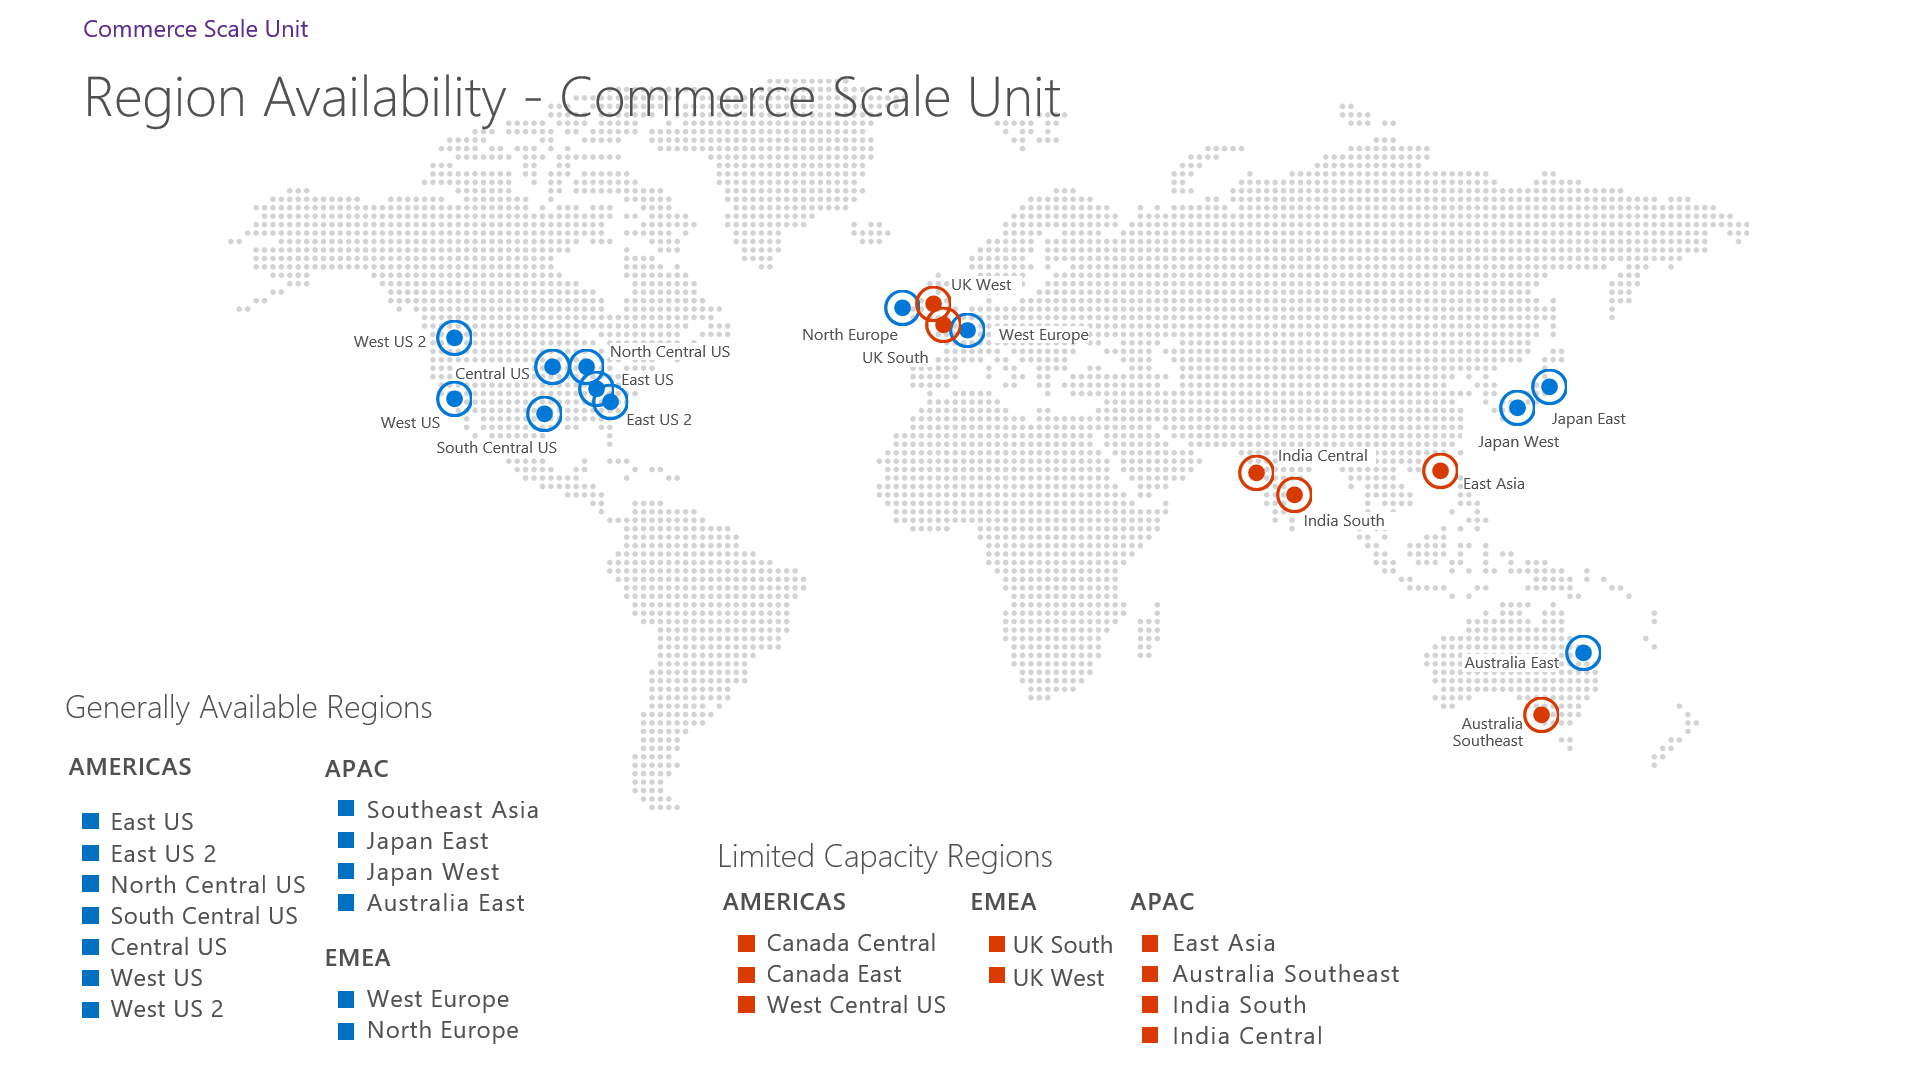 Commerce Scale Unit
Region Availability - Commerce Scale Unit
UK West
North Europe
West Europe
UK South
West US 2
North Central US
Central US
East US
West US
East US 2
South Central US
Japan East
Japan West
India Central
East Asia
India South
Australia East
Australia
Southeast
Generally Available Regions
AMERICAS
East US
East US 2
North Central US
South Central US
Central US
West US
West US 2
APAC
Southeast Asia
Japan East
Japan West
Australia East
EMEA
West Europe
North Europe
Limited Capacity Regions
AMERICAS
Canada Central
Canada East
West Central US
EMEA
UK South
UK West
APAC
East Asia
Australia Southeast
India South
India Central